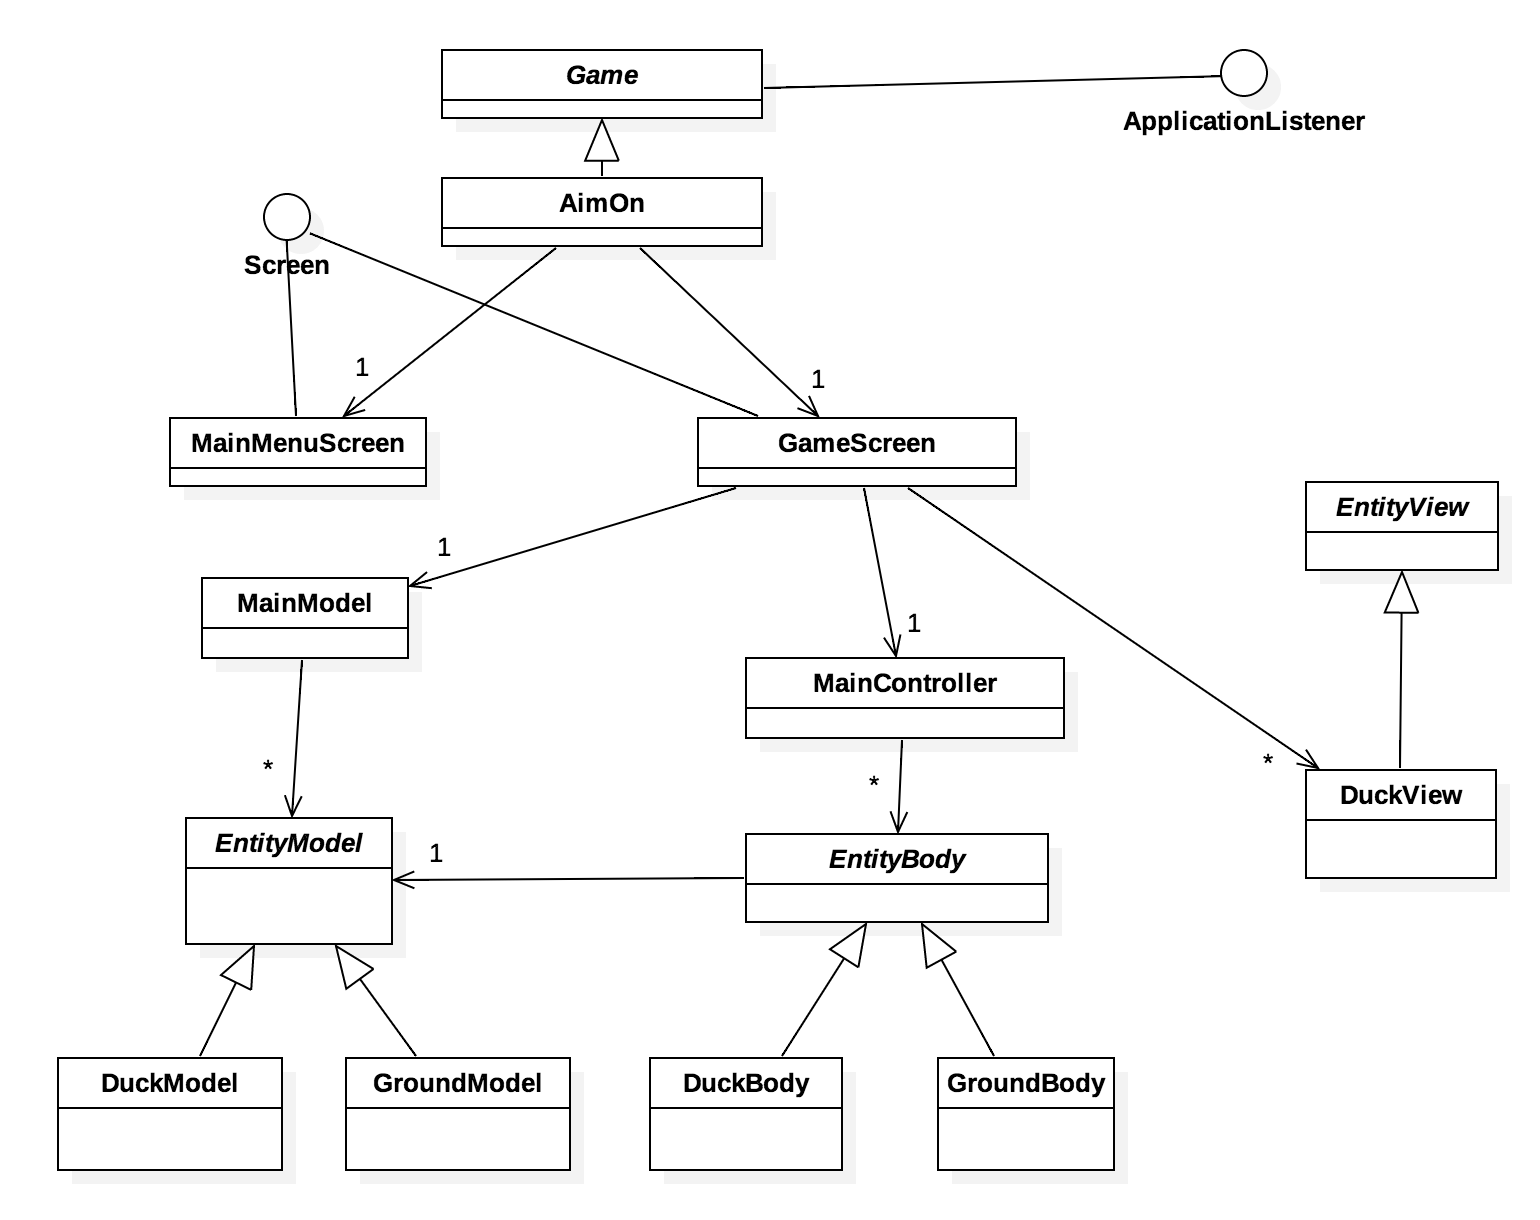 Game
ApplicationListener
AimOn
Screen
1
1
MainMenuScreen
GameScreen
EntityView
1
MainModel
1
MainController
*
*
*
DuckView
EntityModel
1
EntityBody
DuckModel
GroundModel
DuckBody
GroundBody